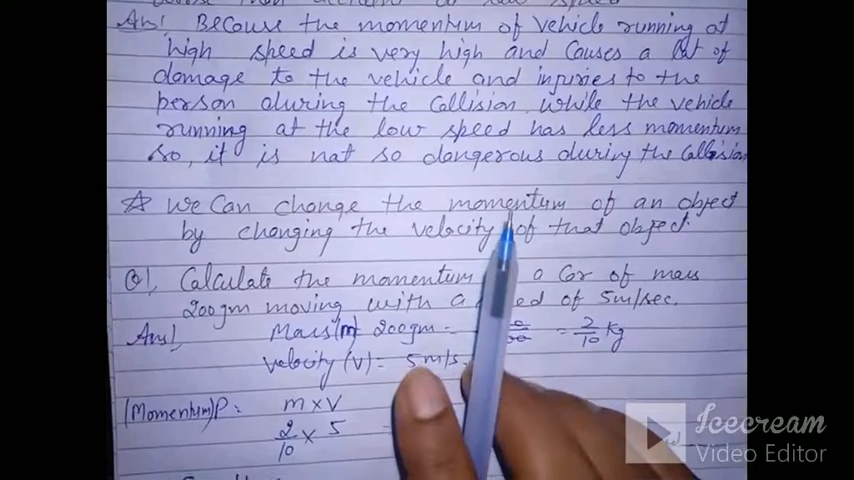 Ans! Because the momentum of vehicle running at
high speed is very high and causes a lot of
damage to the vehicle and injuries to the
person during the collision while the vehicle
running at the low speed has less momentum
so, it is not so dangerous during the collision
☆ We can change the momentum of an object
by changing the velocity of that object.
Q1, Calculate the momentum a car of mass
200gm moving with a ed of 5m/sec.
Ans!, Mass(m) 200gm = = 2/10 kg
Velocity (V) = 5m/s.
(Momentum)P = m x V
2/10 x 5 =
Icecream
Video Editor